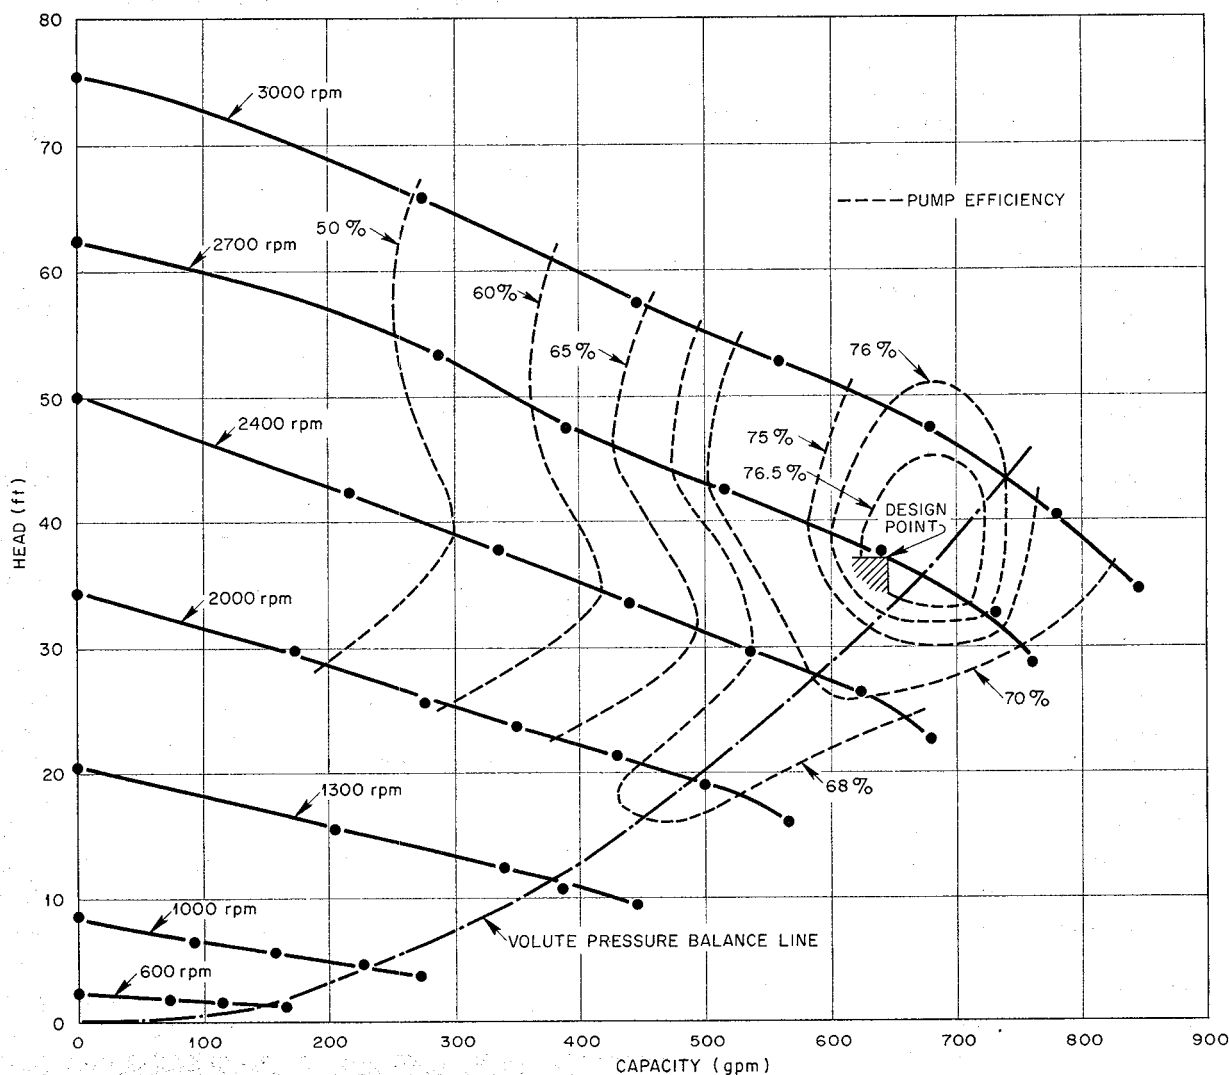 80
70
60
50
40
30
20
10
0
HEAD (ft)
3000 rpm
2700 rpm
2400 rpm
2000 rpm
1300 rpm
1000 rpm
600 rpm
50 %
60%
65 %
75 %
76 %
76.5 %
70 %
68 %
PUMP EFFICIENCY
DESIGN
POINT
VOLUTE PRESSURE BALANCE LINE
0
100
200
300
400
500
600
700
800
900
CAPACITY (gpm)